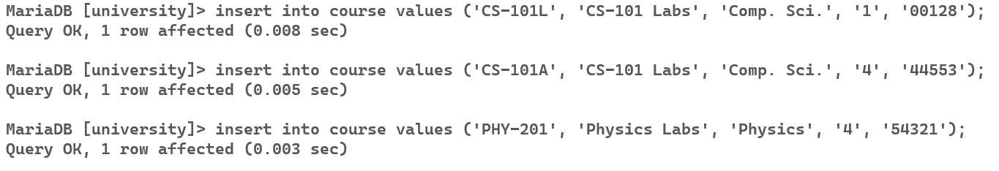 MariaDB [university]> insert into course values ('CS-101L', 'CS-101 Labs', 'Comp. Sci.', '1', '00128');
Query OK, 1 row affected (0.008 sec)
MariaDB [university]> insert into course values ('CS-101A', 'CS-101 Labs', 'Comp. Sci.', '4', '44553');
Query OK, 1 row affected (0.005 sec)
MariaDB [university]> insert into course values ('PHY-201', 'Physics Labs', 'Physics', '4', '54321');
Query OK, 1 row affected (0.003 sec)